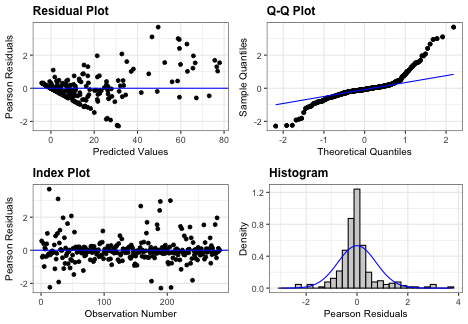 Residual Plot
Pearson Residuals
2
0
-2
0
20
40
60
80
Predicted Values
Q-Q Plot
Sample Quantiles
2
0
-2
-2
-1
0
1
2
Theoretical Quantiles
Index Plot
Pearson Residuals
2
0
-2
0
100
200
Observation Number
Histogram
Density
1.2
0.8
0.4
0.0
-2
0
2
4
Pearson Residuals